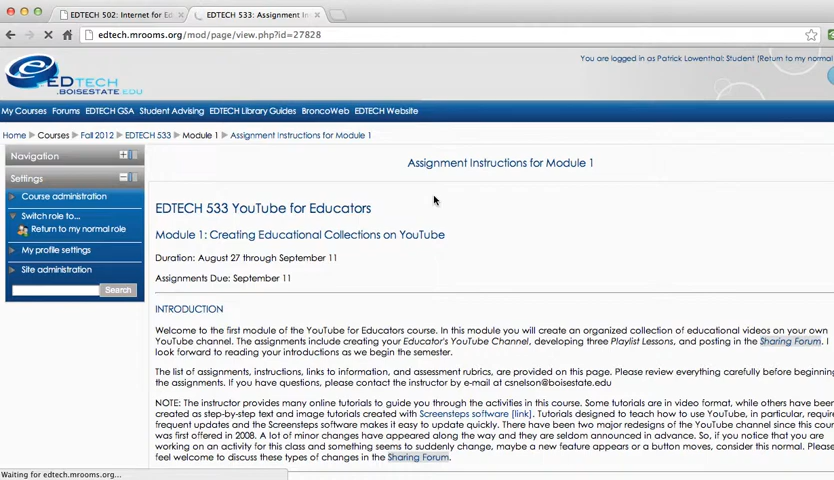 EDTECH 502: Internet for Ed
EDTECH 533: Assignment In
edtech.mrooms.org/mod/page/view.php?id=27828
You are logged in as Patrick Lowenthal: Student (Return to my normal
EDTECH
.BOISESTATE.EDU
My Courses Forums EDTECH GSA Student Advising EDTECH Library Guides BroncoWeb EDTECH Website
Home Courses Fall 2012 EDTECH 533 Module 1 Assignment Instructions for Module 1
Navigation
Settings
Course administration
Switch role to...
Return to my normal role
My profile settings
Site administration
Search
Assignment Instructions for Module 1
EDTECH 533 YouTube for Educators
Module 1: Creating Educational Collections on YouTube
Duration: August 27 through September 11
Assignments Due: September 11
INTRODUCTION
Welcome to the first module of the YouTube for Educators course. In this module you will create an organized collection of educational videos on your own
YouTube channel. The assignments include creating your Educator's YouTube Channel, developing three Playlist Lessons, and posting in the Sharing Forum. I
look forward to reading your introductions as we begin the semester.
The list of assignments, instructions, links to information, and assessment rubrics, are provided on this page. Please review everything carefully before beginning
the assignments. If you have questions, please contact the instructor by e-mail at csnelson@boisestate.edu
NOTE: The instructor provides many online tutorials to guide you through the activities in this course. Some tutorials are in video format, while others have been
created as step-by-step text and image tutorials created with Screensteps software [link]. Tutorials designed to teach how to use YouTube, in particular, require
frequent updates and the Screensteps software makes it easy to update quickly. There have been two major redesigns of the YouTube channel since this cour
was first offered in 2008. A lot of minor changes have appeared along the way and they are seldom announced in advance. So, if you notice that you are
working on an activity for this class and something seems to suddenly change, maybe a new feature appears or a button moves, consider this normal. Please
feel welcome to discuss these types of changes in the Sharing Forum.
Waiting for edtech.mrooms.org...